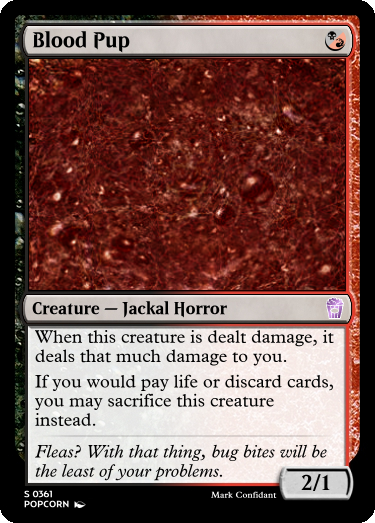 Blood Pup
Creature — Jackal Horror
When this creature is dealt damage, it
deals that much damage to you.
If you would pay life or discard cards,
you may sacrifice this creature
instead.
Fleas? With that thing, bug bites will be
the least of your problems.
2/1
S 0361
POPCORN
Mark Confidant